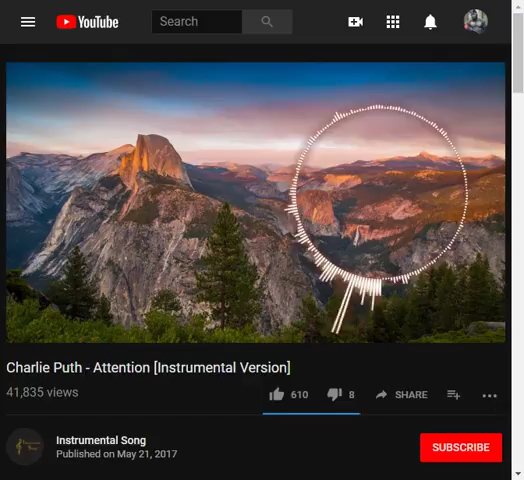 YouTube
Search
Charlie Puth - Attention [Instrumental Version]
41,835 views
610
8
SHARE
Instrumental Song
Published on May 21, 2017
SUBSCRIBE